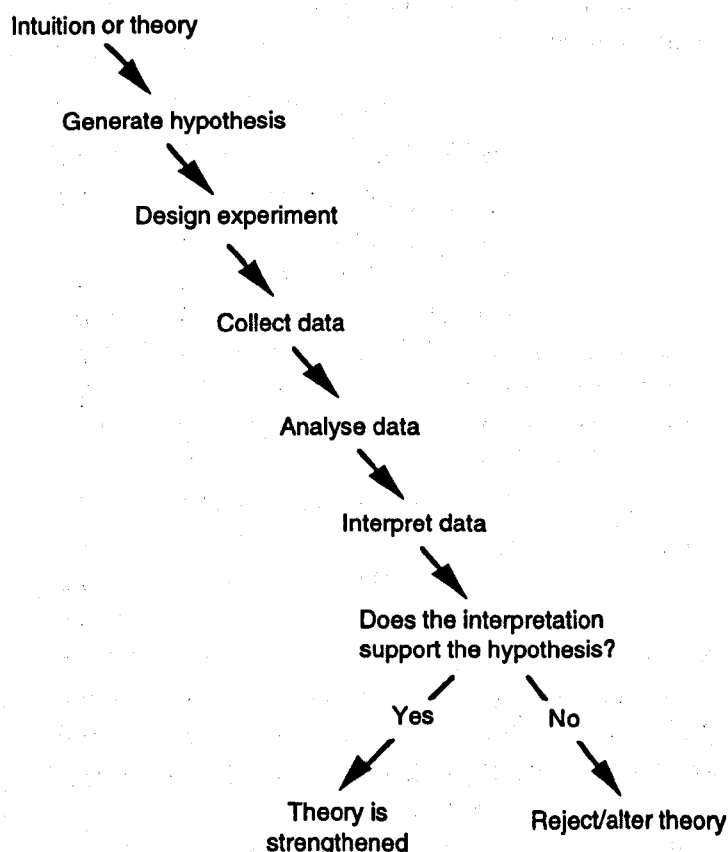 Intuition or theory
Generate hypothesis
Design experiment
Collect data
Analyse data
Interpret data
Does the interpretation
support the hypothesis?
Yes
No
Theory is
strengthened
Reject/alter theory